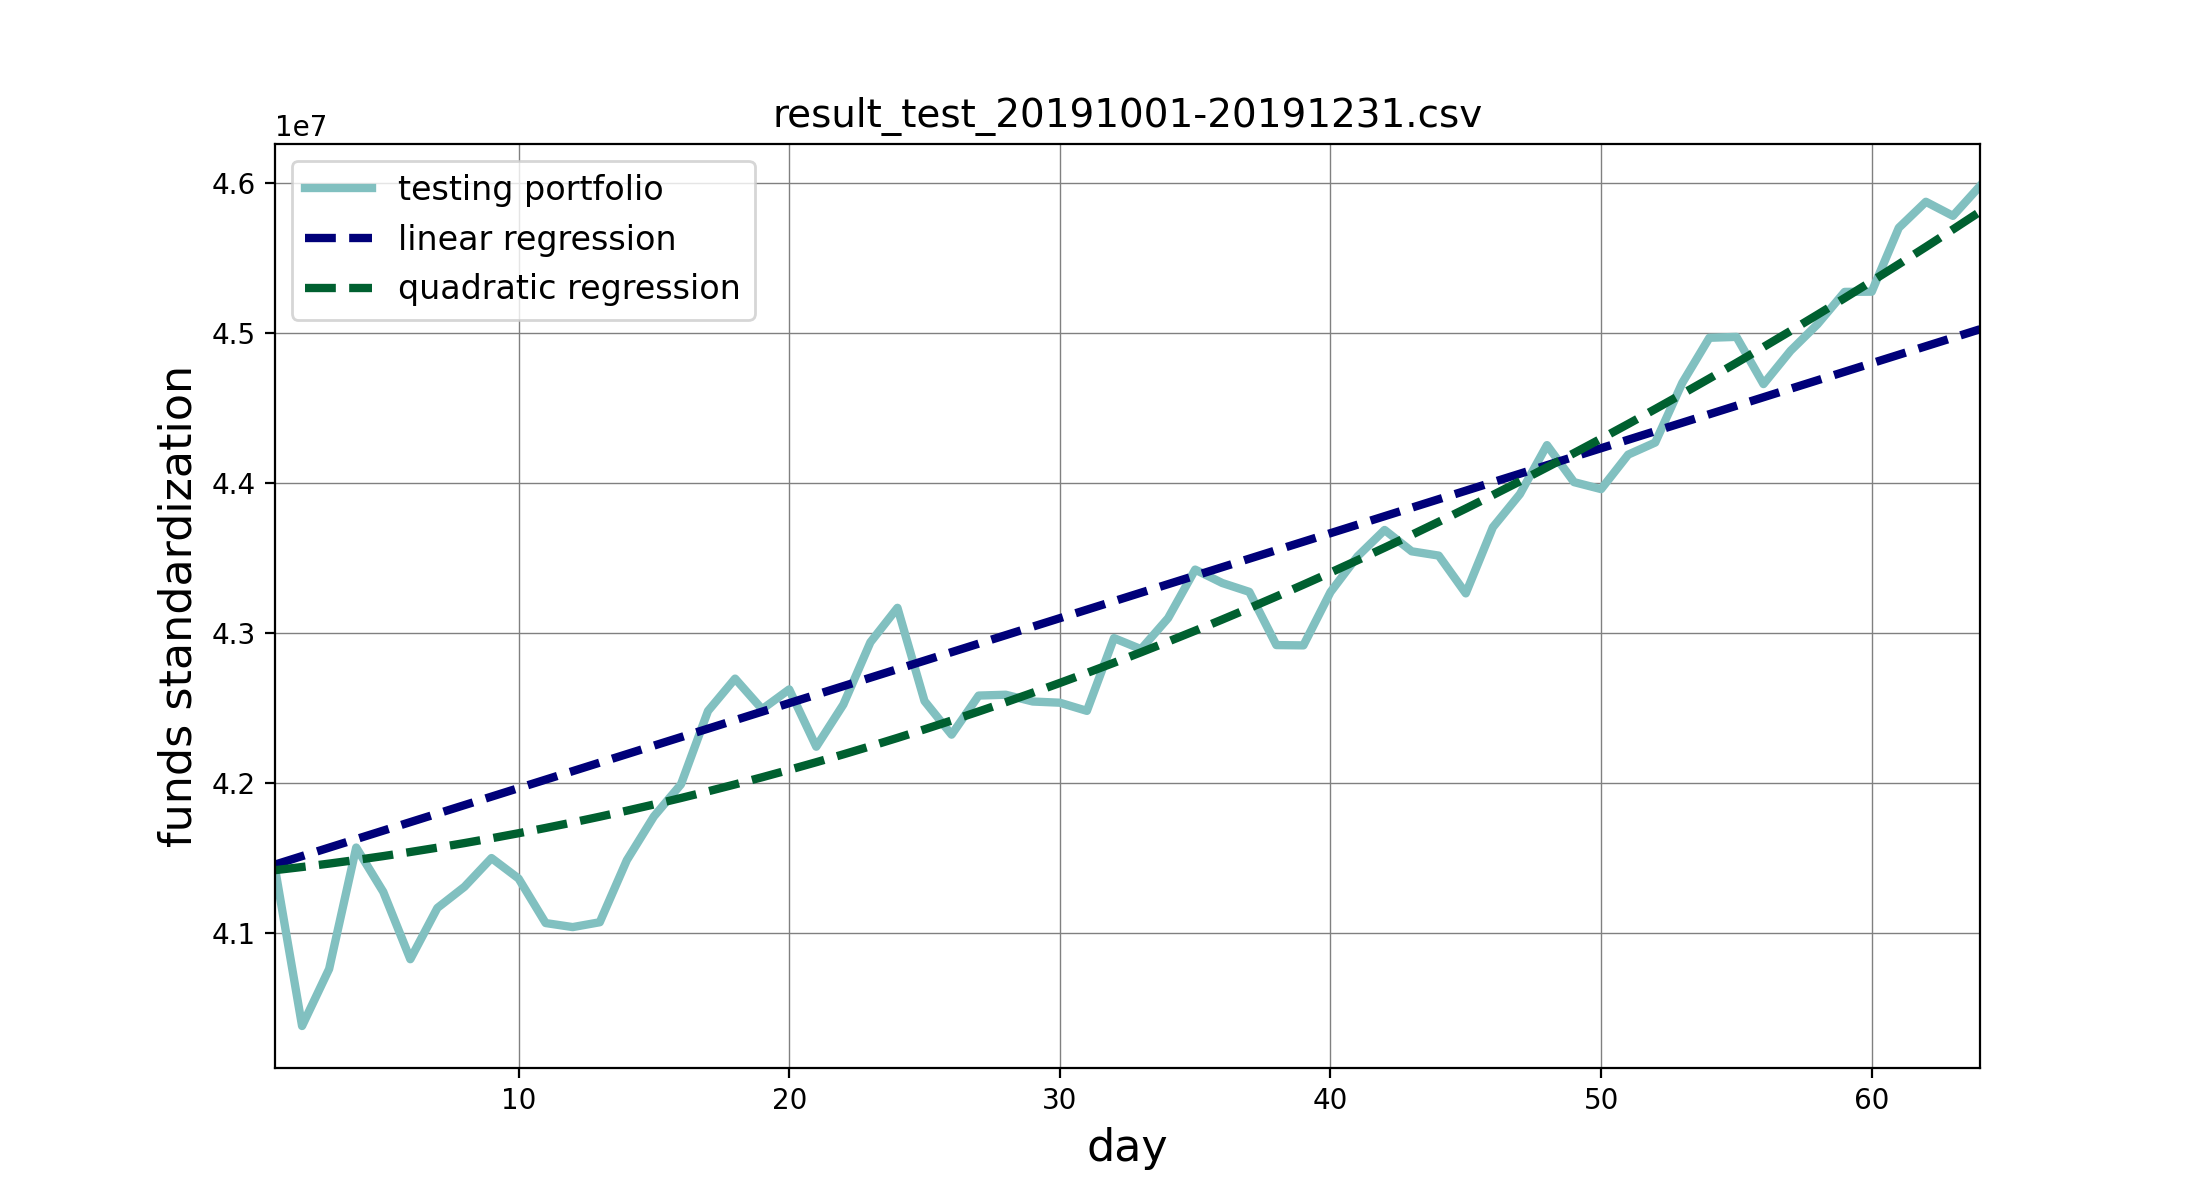 result_test_20191001-20191231.csv
1e7
testing portfolio
linear regression
quadratic regression
funds standardization
4.6
4.5
4.4
4.3
4.2
4.1
10 20 30 40 50 60
day